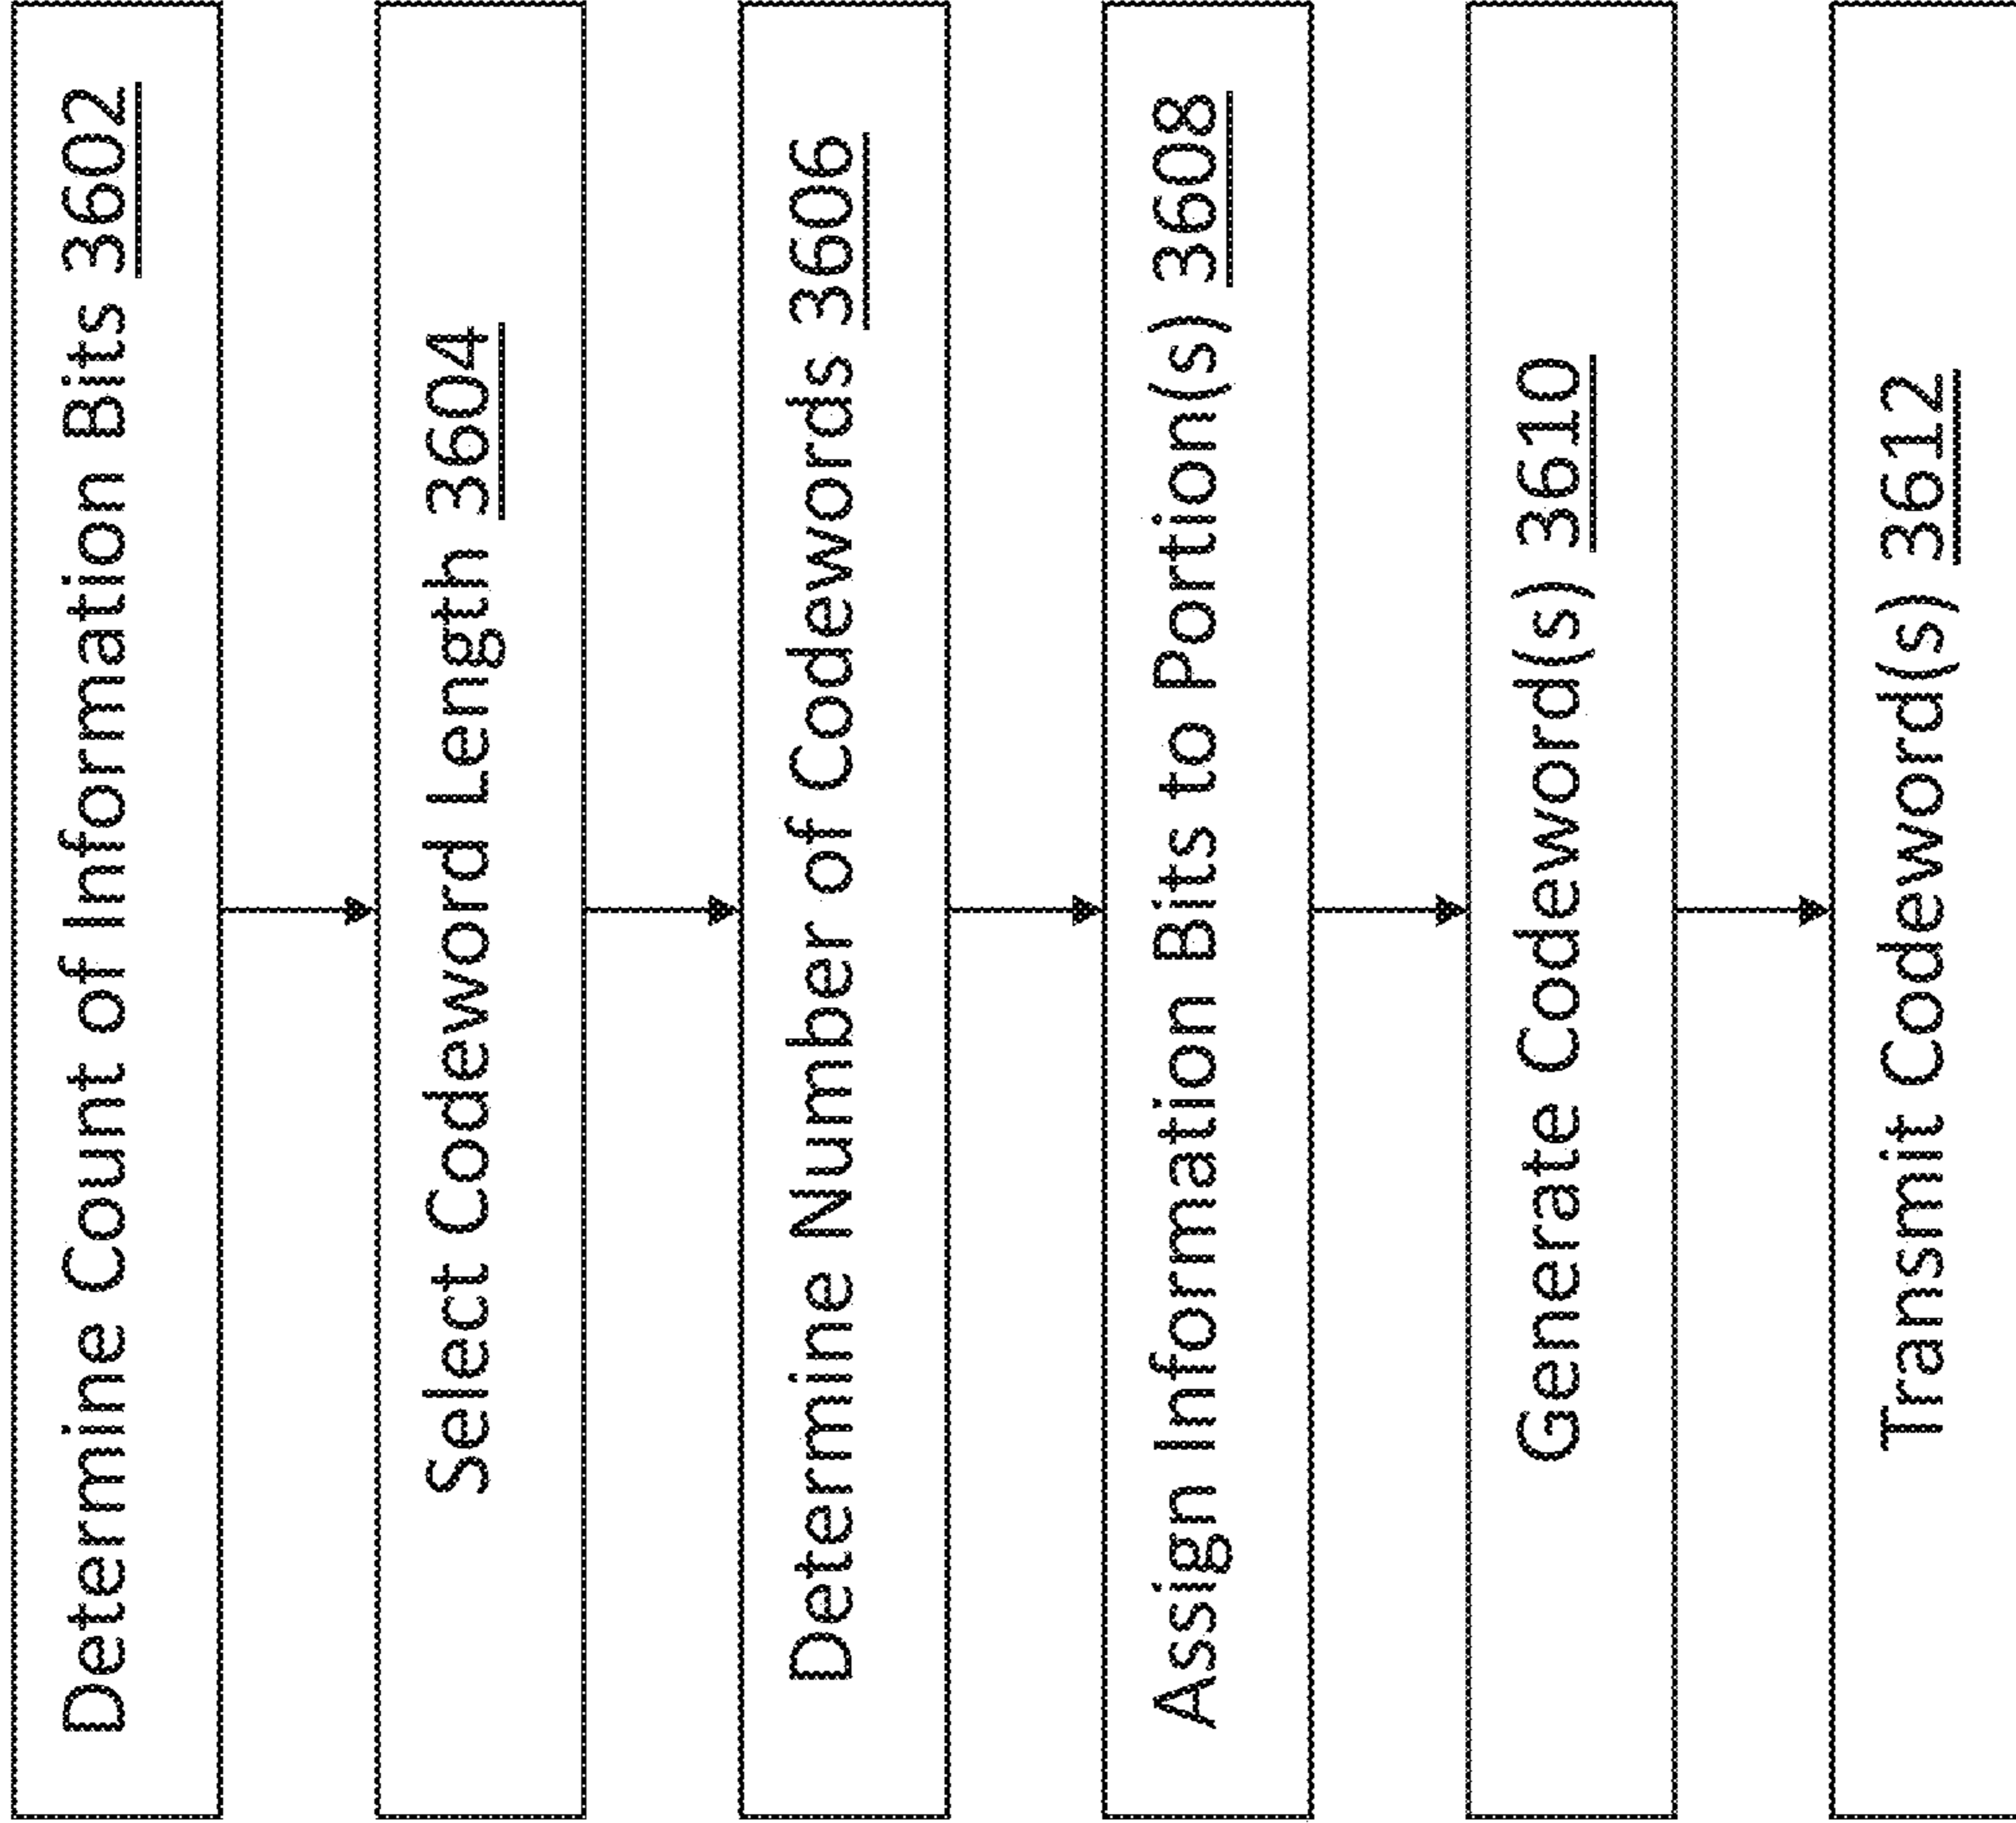 Determine Count of Information Bits 3602
Select Codeword Length 3604
Determine Number of Codewords 3606
Assign Information Bits to Portion(s) 3608
Generate Codeword(s) 3610
Transmit Codeword(s) 3612